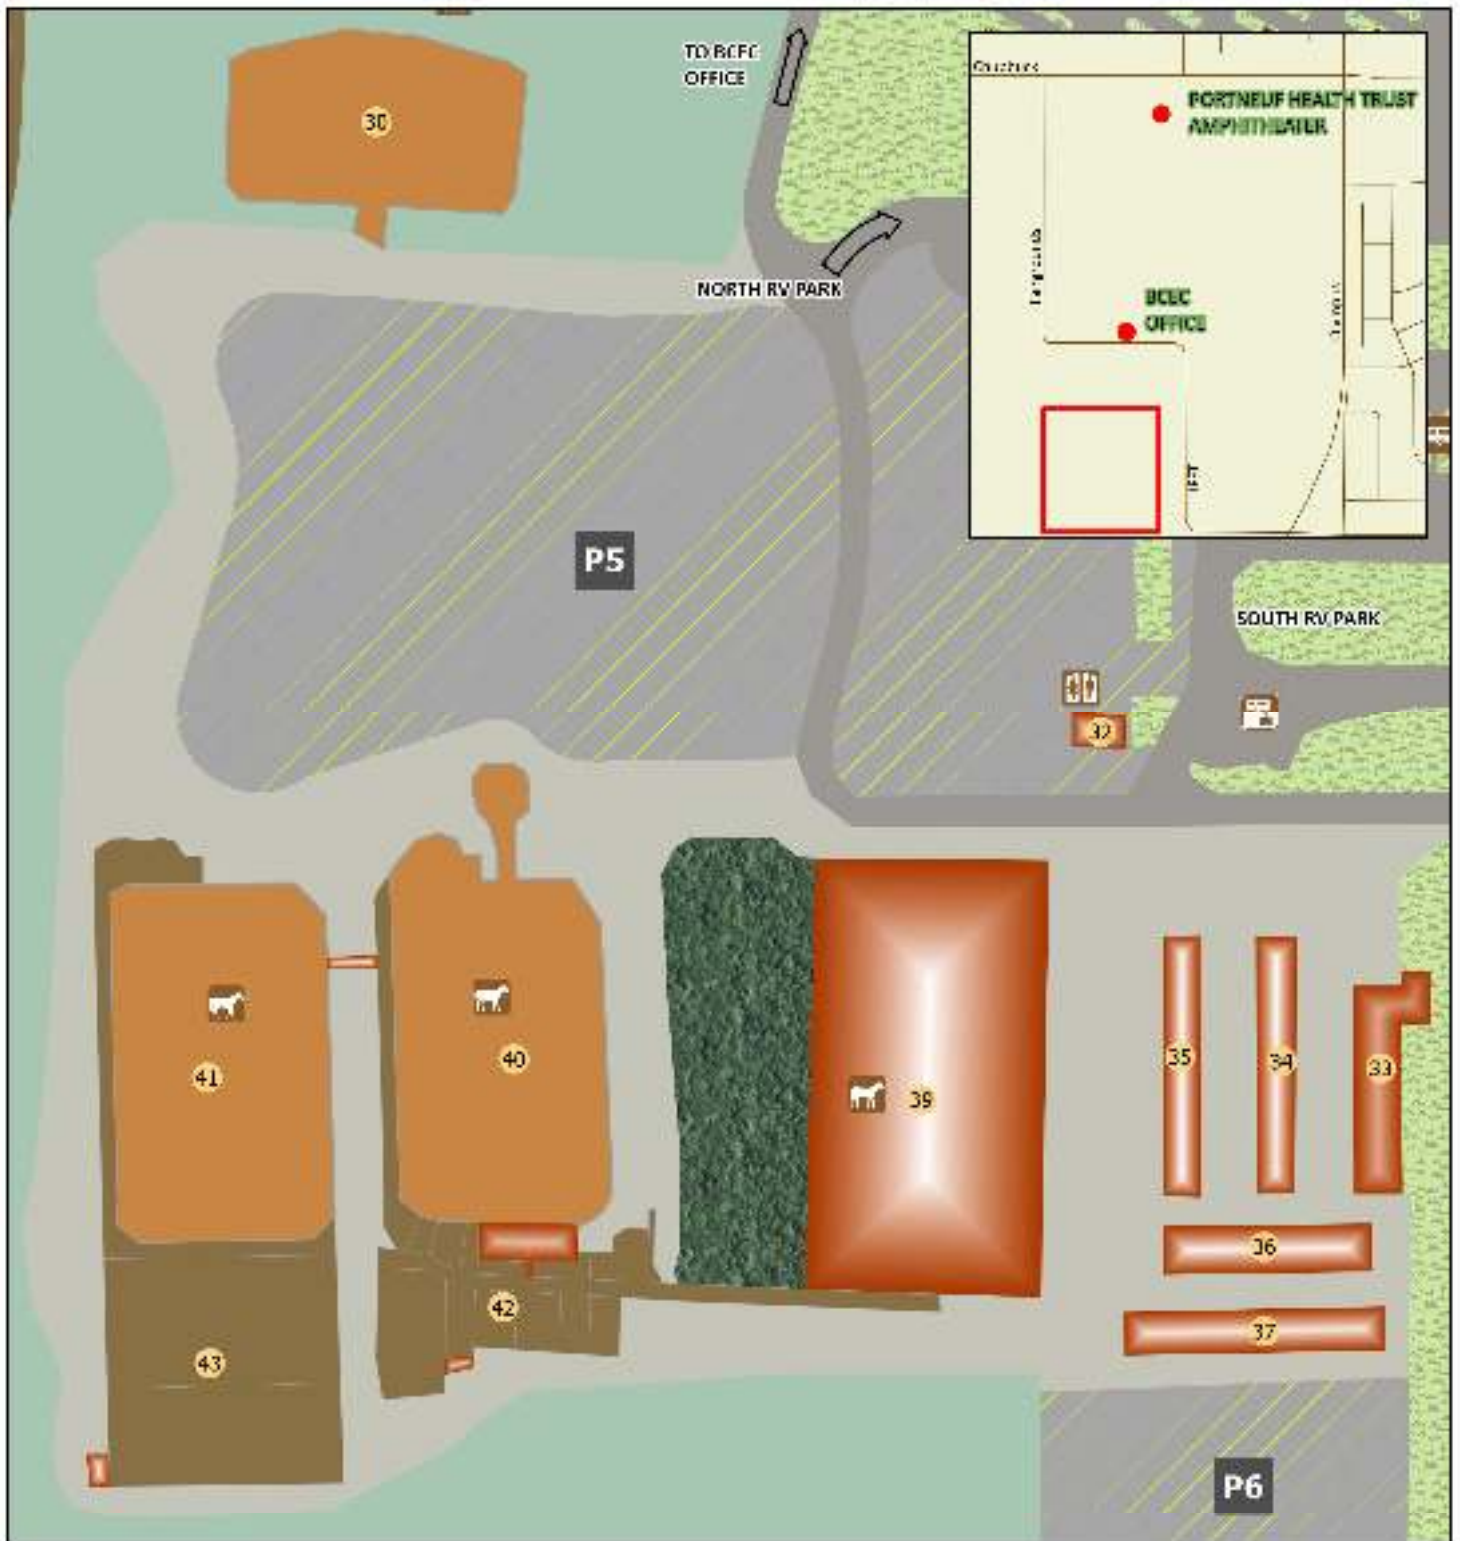 TO BCEC
OFFICE
PORTNEUF HEALTH TRUST
AMPHITHEATER
30
NORTH RV PARK
BCEC
OFFICE
P5
SOUTH RV PARK
32
41
40
39
35
34
33
36
42
37
43
P6